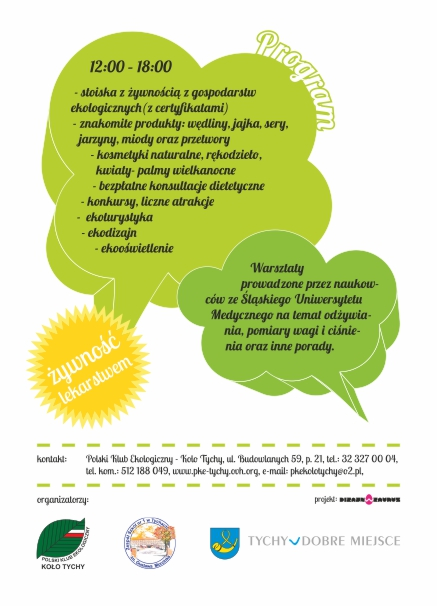 Program
12:00 – 18:00
- stoiska z żywnością z gospodarstw
ekologicznych(z certyfikatami)
- znakomite produkty: wędliny, jajka, sery,
jarzyny, miody oraz przetwory
- kosmetyki naturalne, rękodzieło,
kwiaty- palmy wielkanocne
- bezpłatne konsultacje dietetyczne
- konkursy, liczne atrakcje
- ekoturystyka
- ekodizajn
- ekooświetlenie
Warsztaty
prowadzone przez naukow-
ców ze Śląskiego Uniwersytetu
Medycznego na temat odżywia-
nia, pomiary wagi i ciśnie-
nia oraz inne porady.
żywność
lekarstwem
kontakt: Polski Klub Ekologiczny - Koło Tychy, ul. Budowlanych 59, p. 21, tel.: 32 327 00 04,
tel. kom.: 512 188 049, www.pke-tychy.ovh.org, e-mail: pkekolotychy@o2.pl,
organizatorzy:
projekt:
POLSKI KLUB EKOLOGICZNY
KOŁO TYCHY
TYCHY DOBRE MIEJSCE